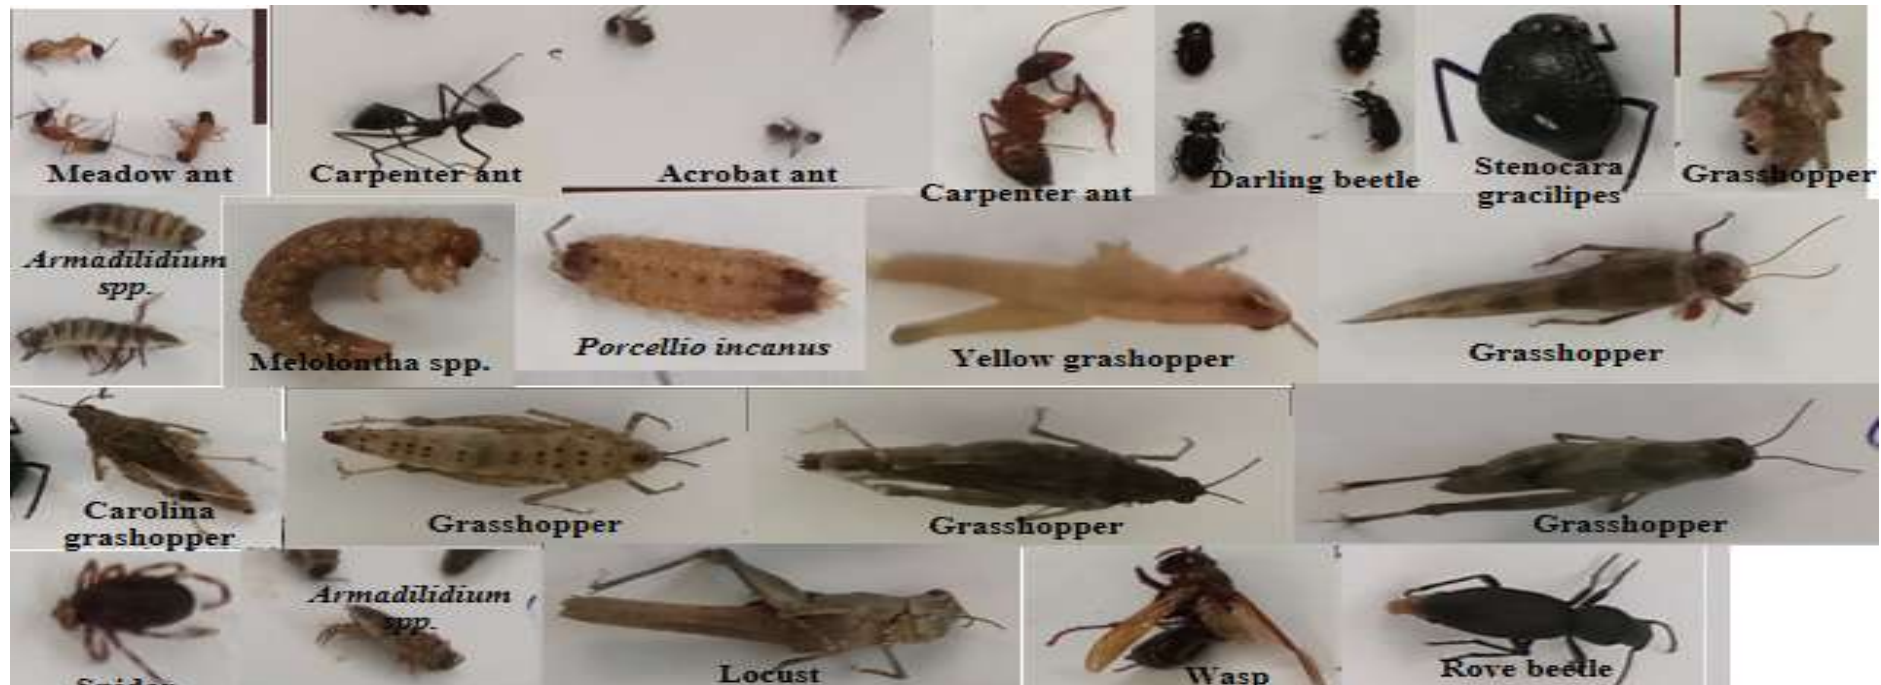 Meadow ant
Carpenter ant
Acrobat ant
Carpenter ant
Darling beetle
Stenocara
gracilipes
Grasshopper
Armadilidium
spp.
Melolontha spp.
Porcellio incanus
Yellow grashopper
Grasshopper
Carolina
grashopper
Grasshopper
Grasshopper
Grasshopper
Spider
Armadilidium
spp.
Locust
Wasp
Rove beetle